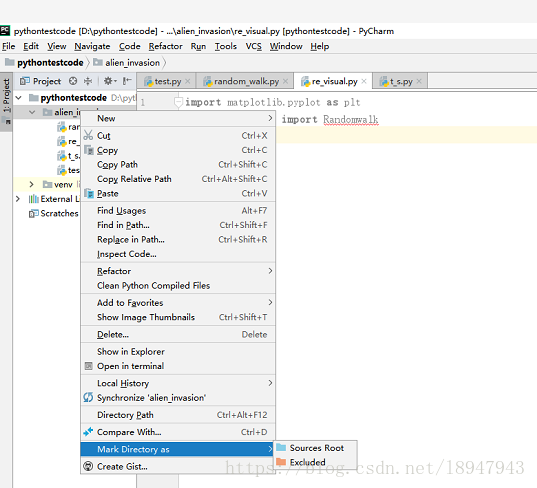 PC pythontestcode [D:\pythontestcode] - ...\alien_invasion\re_visual.py [pythontestcode] - PyCharm
File Edit View Navigate Code Refactor Run Tools VCS Window Help
pythontestcode alien_invasion
1: Project
Project
test.py random_walk.py re_visual.py t_s.py
pythontestcode D:\pyth
alien_in
ran
re_
t_s.
test
venv
External Li
Scratches
1 import matplotlib.pyplot as plt
import Randomwalk
New
Cut Ctrl+X
Copy Ctrl+C
Copy Path Ctrl+Shift+C
Copy Relative Path Ctrl+Alt+Shift+C
Paste Ctrl+V
Find Usages Alt+F7
Find in Path... Ctrl+Shift+F
Replace in Path... Ctrl+Shift+R
Inspect Code...
Refactor
Clean Python Compiled Files
Add to Favorites
Show Image Thumbnails Ctrl+Shift+T
Delete... Delete
Show in Explorer
Open in terminal
Local History
Synchronize 'alien_invasion'
Directory Path Ctrl+Alt+F12
Compare With... Ctrl+D
Mark Directory as
Sources Root
Excluded
Create Gist...
https://blog.csdn.net/18947943